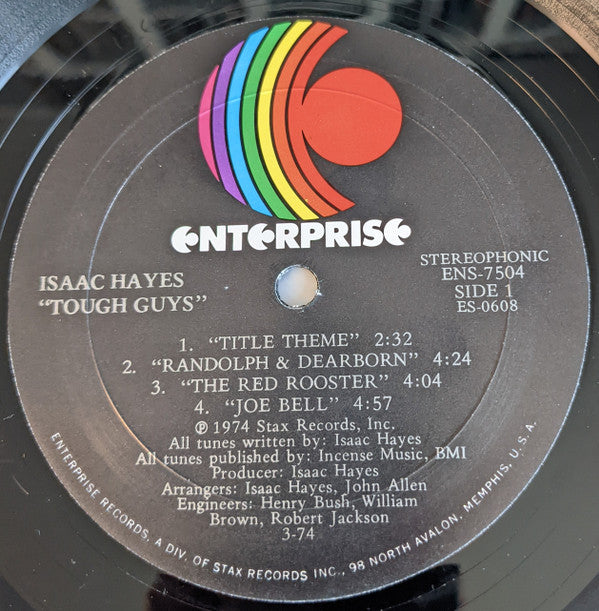 ENTERPRISE
ISAAC HAYES
"TOUGH GUYS"
STEREOPHONIC
ENS-7504
SIDE 1
ES-0608
1. "TITLE THEME" 2:32
2. "RANDOLPH & DEARBORN" 4:24
3. "THE RED ROOSTER" 4:04
4. "JOE BELL" 4:57
℗ 1974 Stax Records, Inc.
All tunes written by: Isaac Hayes
All tunes published by: Incense Music, BMI
Producer: Isaac Hayes
Arrangers: Isaac Hayes, John Allen
Engineers: Henry Bush, William
Brown, Robert Jackson
3-74
ENTERPRISE RECORDS, A DIV. OF STAX RECORDS INC., 98 NORTH AVALON, MEMPHIS, U.S.A.